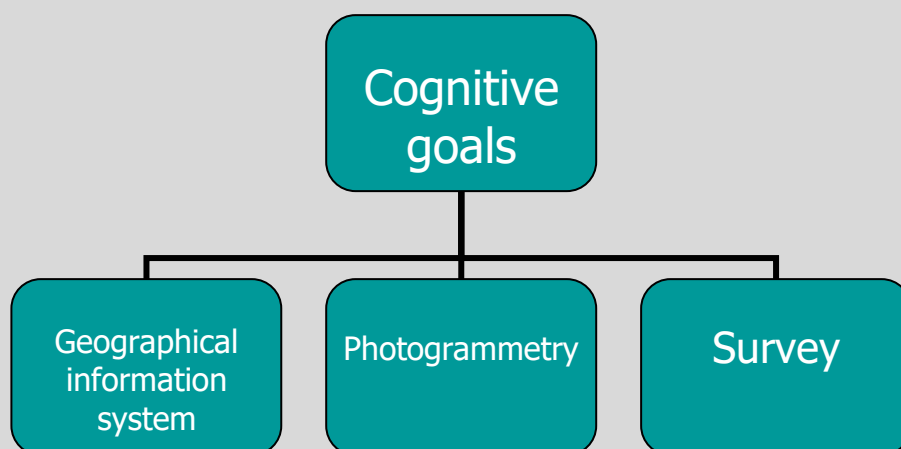 Cognitive
goals
Geographical
information
system
Photogrammetry
Survey